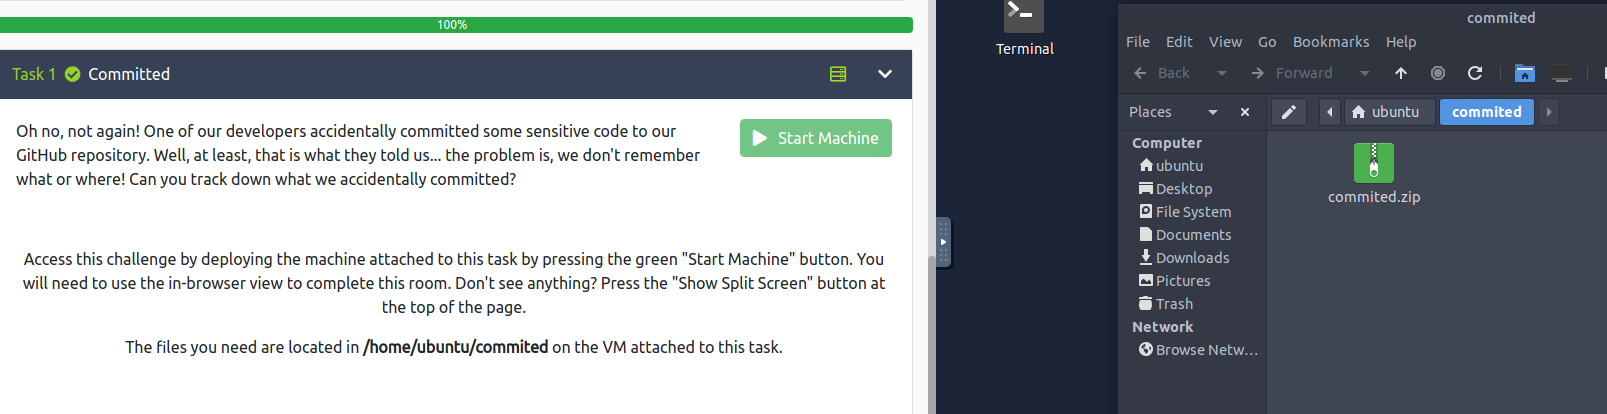 100%
Task 1 Committed
Oh no, not again! One of our developers accidentally committed some sensitive code to our
GitHub repository. Well, at least, that is what they told us... the problem is, we don't remember
what or where! Can you track down what we accidentally committed?
Start Machine
Access this challenge by deploying the machine attached to this task by pressing the green "Start Machine" button. You
will need to use the in-browser view to complete this room. Don't see anything? Press the "Show Split Screen" button at
the top of the page.
The files you need are located in /home/ubuntu/commited on the VM attached to this task.
Terminal
commited
File Edit View Go Bookmarks Help
Back Forward
Places ubuntu commited
Computer
ubuntu
Desktop
File System
Documents
Downloads
Pictures
Trash
Network
Browse Netw...
commited.zip